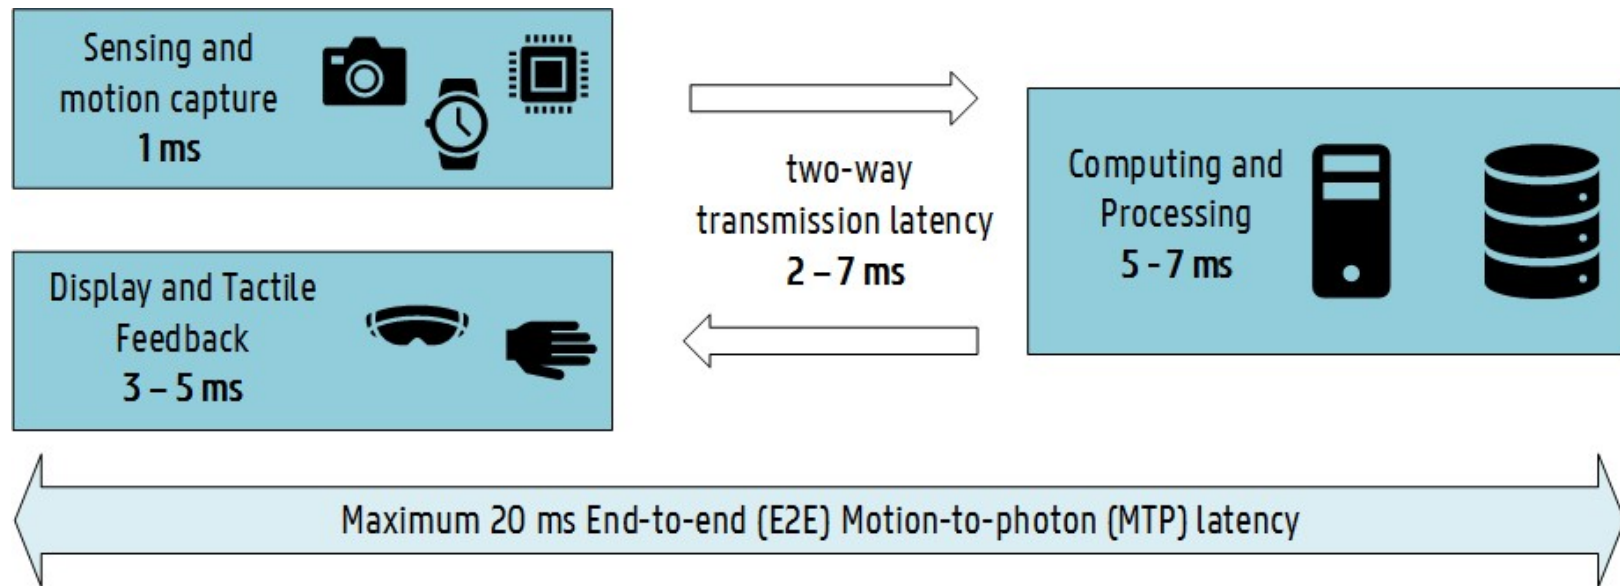 Sensing and
motion capture
1 ms
two-way
transmission latency
2 – 7 ms
Computing and
Processing
5 - 7 ms
Display and Tactile
Feedback
3 – 5 ms
Maximum 20 ms End-to-end (E2E) Motion-to-photon (MTP) latency